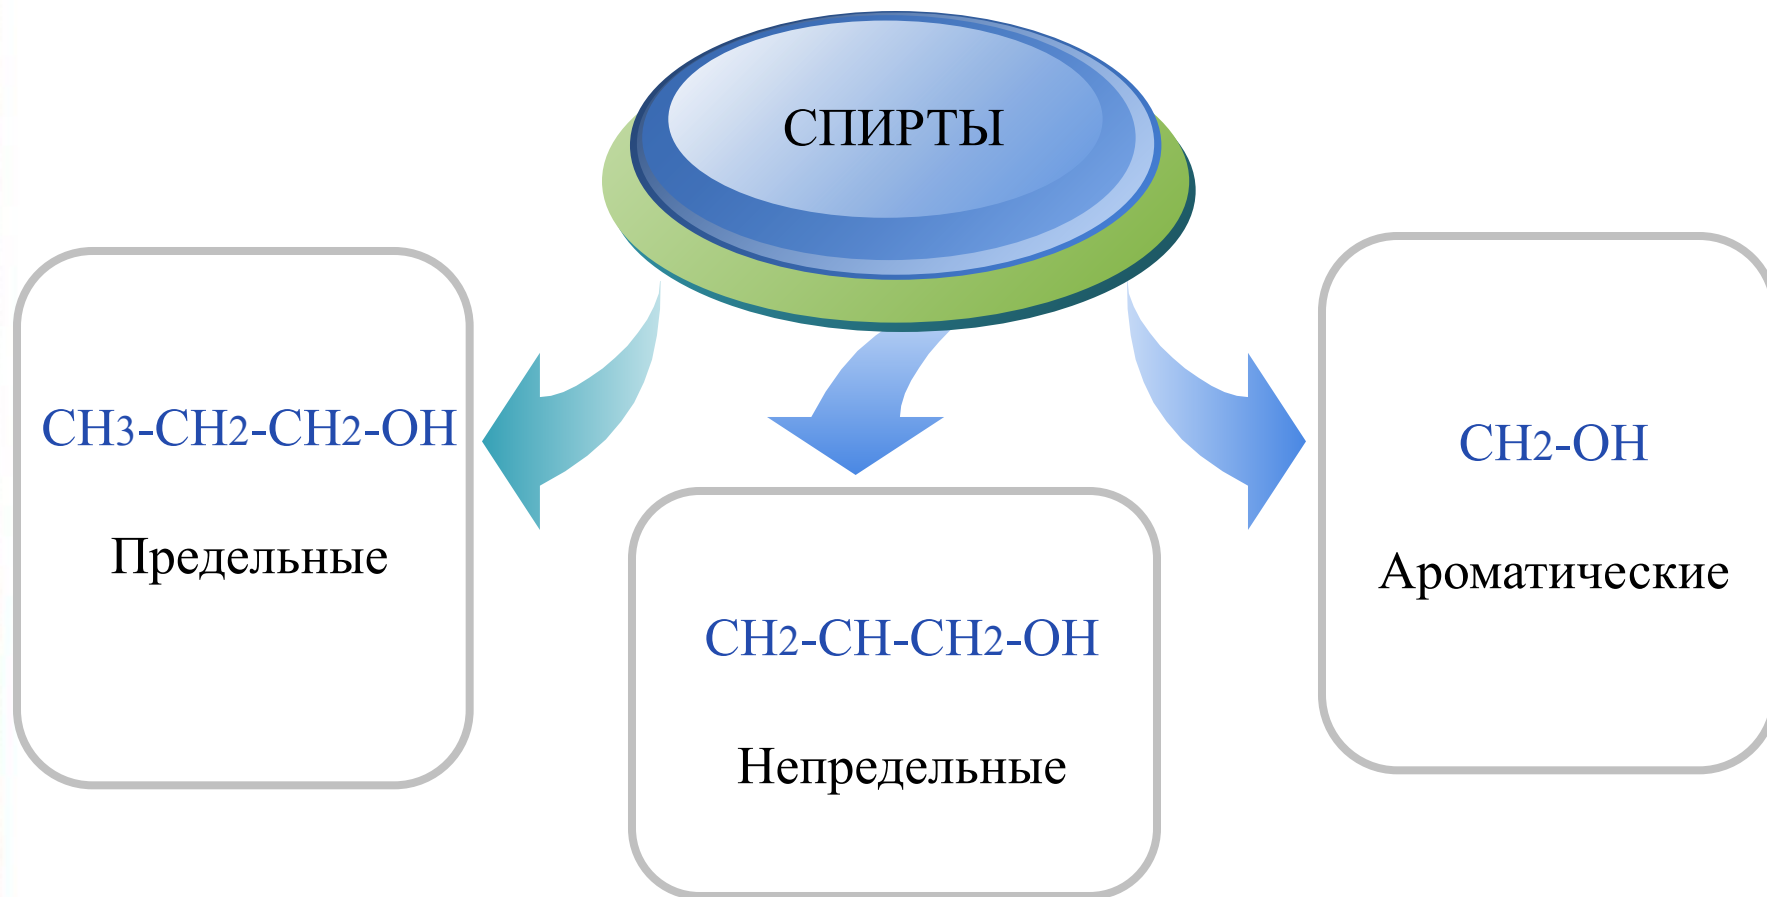 СПИРТЫ
CH3-CH2-CH2-OH
Предельные
CH2-CH-CH2-OH
Непредельные
CH2-OH
Ароматические